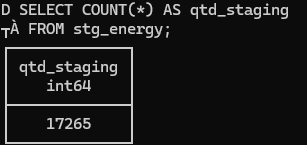 D SELECT COUNT(*) AS qtd_staging
┬À FROM stg_energy;
qtd_staging
int64
17265